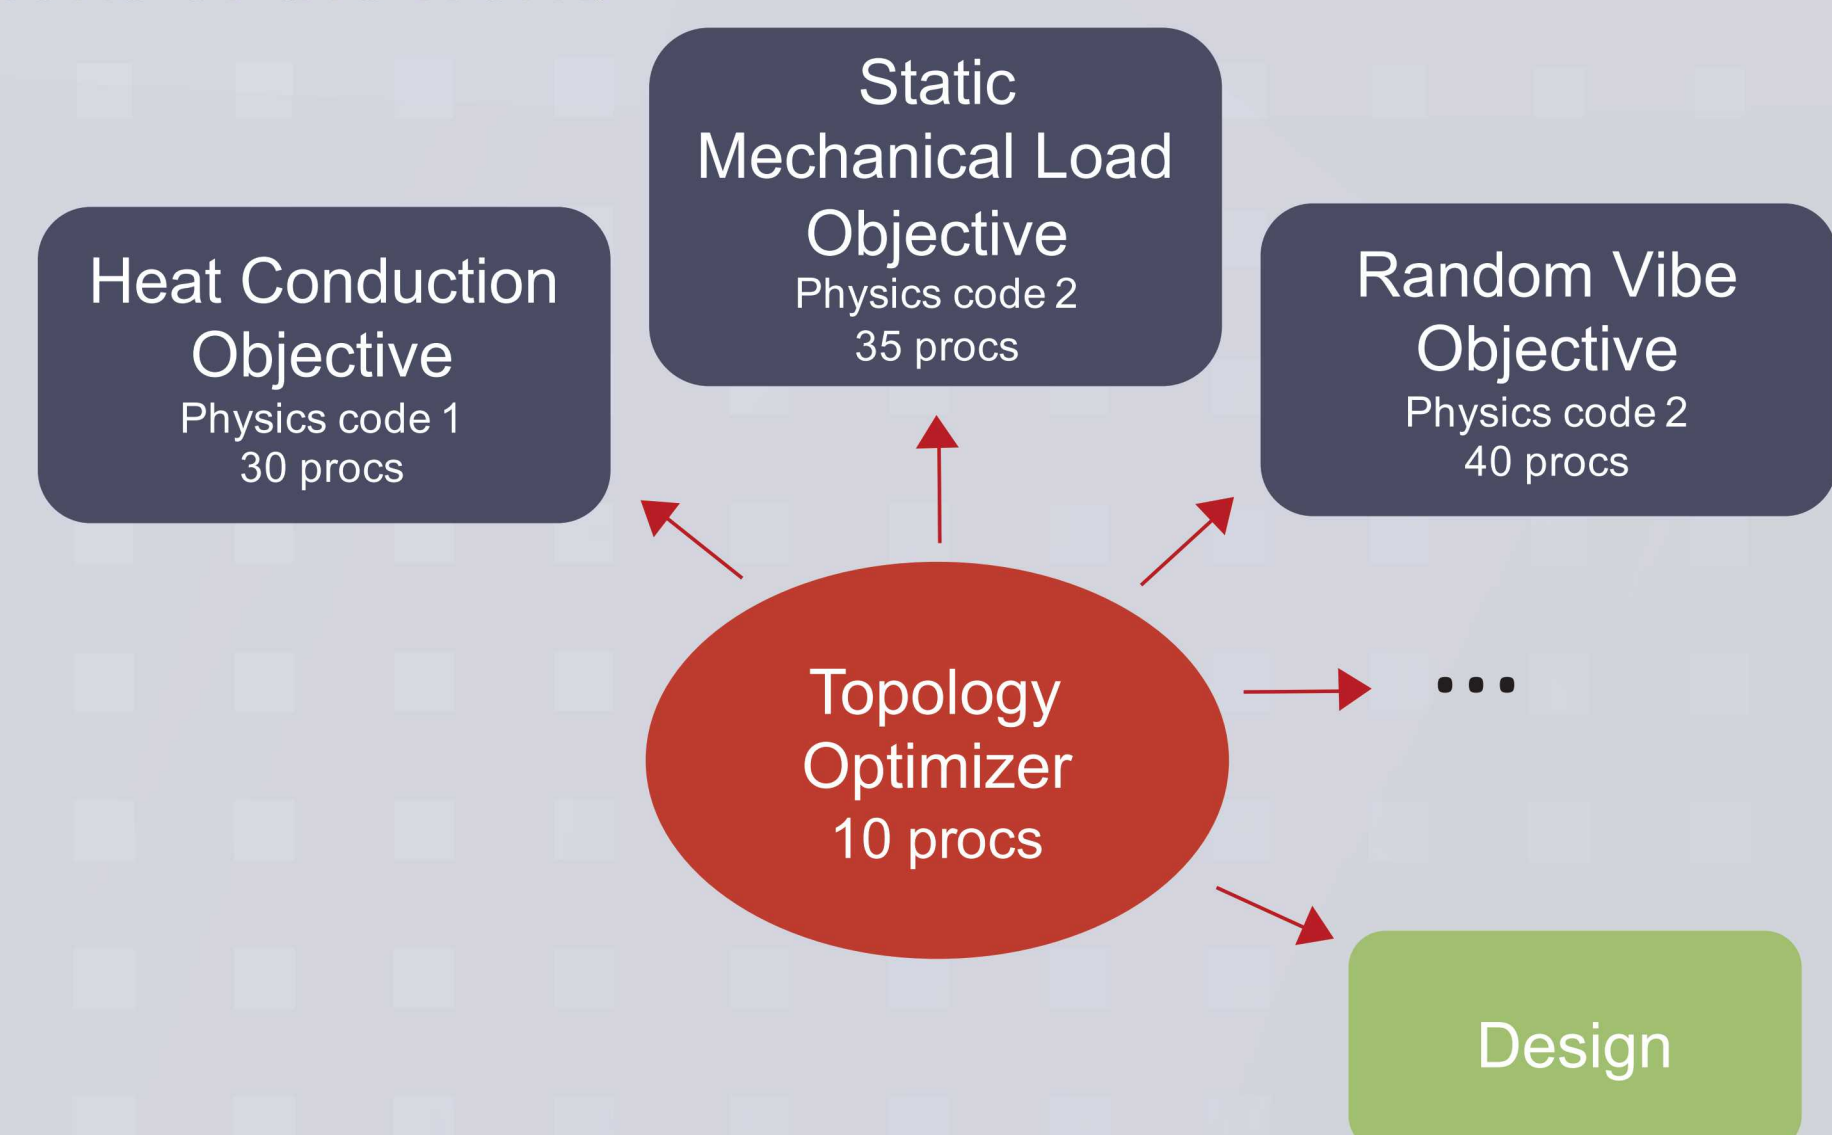 Static
Mechanical Load
Objective
Physics code 2
35 procs
Heat Conduction
Objective
Physics code 1
30 procs
Random Vibe
Objective
Physics code 2
40 procs
Topology
Optimizer
10 procs
...
Design